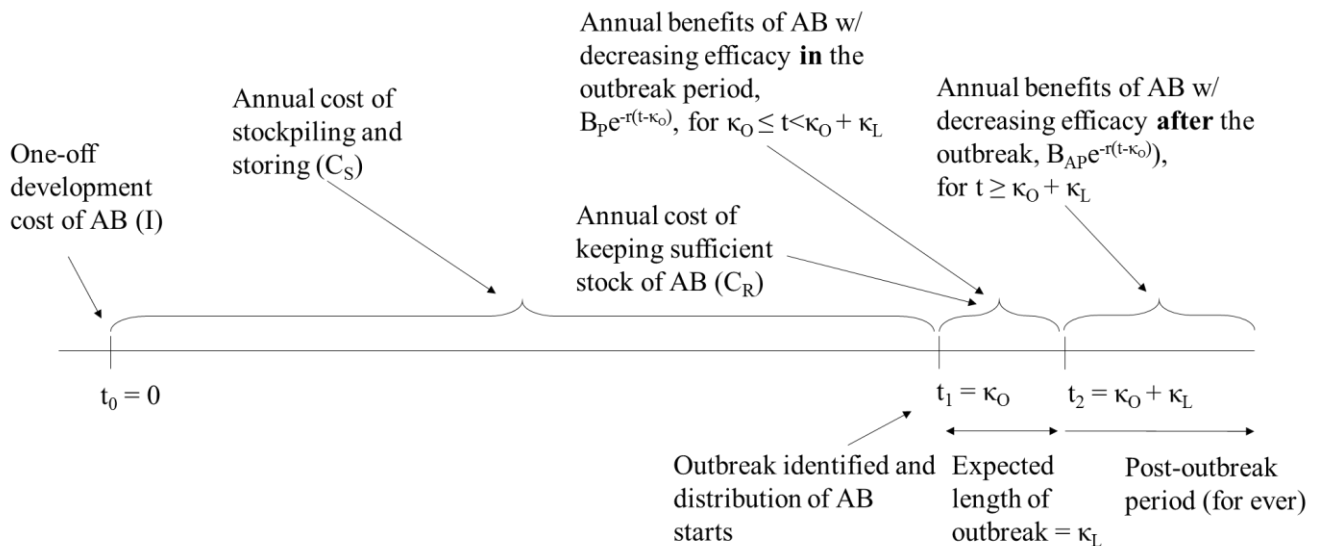 One-off
development
cost of AB (I)
Annual cost of
stockpiling and
storing (C_S)
Annual benefits of AB w/
decreasing efficacy in the
outbreak period,
B_Pe^-r(t-κ_O), for κ_O ≤ t<κ_O + κ_L
Annual cost of
keeping sufficient
stock of AB (C_R)
Annual benefits of AB w/
decreasing efficacy after the
outbreak, B_APe^-r(t-κ_O)),
for t ≥ κ_O + κ_L
t_0 = 0
t_1 = κ_O
t_2 = κ_O + κ_L
Outbreak identified and
distribution of AB
starts
Expected
length of
outbreak = κ_L
Post-outbreak
period (for ever)